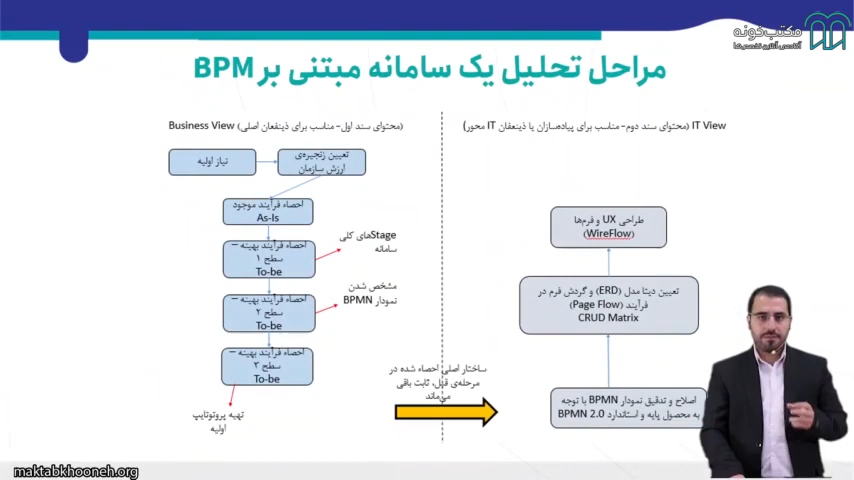 مکتب‌خونه
آکادمی آنلاین تخصص‌ها
مراحل تحلیل یک سامانه مبتنی بر BPM
Business View (محتوای سند اول- مناسب برای ذینفعان اصلی)
نیاز اولیه
تعیین زنجیره‌ی
ارزش سازمان
احصاء فرآیند موجود
As-Is
احصاء فرآیند بهینه –
سطح ۱
To-be
Stageهای کلی
سامانه
احصاء فرآیند بهینه –
سطح ۲
To-be
مشخص شدن
نمودار BPMN
احصاء فرآیند بهینه –
سطح ۳
To-be
تهیه پروتوتایپ
اولیه
ساختار اصلی احصاء شده در
مرحله‌ی قبل، ثابت باقی
می‌ماند
IT View (محتوای سند دوم- مناسب برای پیاده‌سازان یا ذینعفان IT محور)
طراحی UX و فرم‌ها
(WireFlow)
تعیین دیتا مدل (ERD) و گردش فرم در
فرآیند (Page Flow)
CRUD Matrix
اصلاح و تدقیق نمودار BPMN با توجه
به محصول پایه و استاندارد BPMN 2.0
maktabkhooneh.org